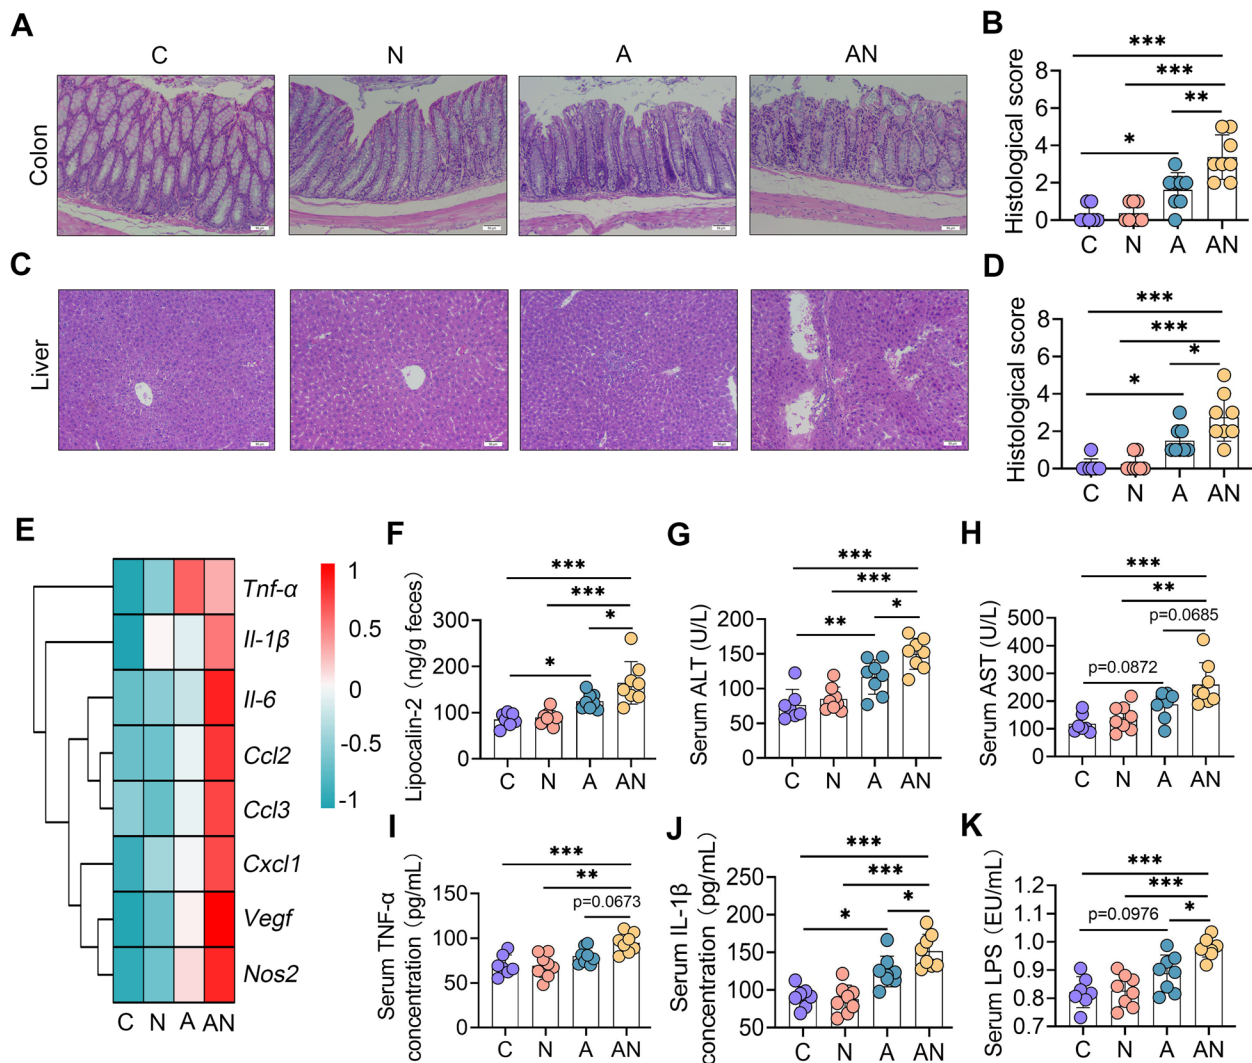 A
C
N
A
AN
Colon
B
Histological score
***
***
**
*
8
6
4
2
0
C N A AN
C
Liver
D
Histological score
***
***
*
*
8
6
4
2
0
C N A AN
E
Tnf-α
Il-1β
Il-6
Ccl2
Ccl3
Cxcl1
Vegf
Nos2
C N A AN
1
0.5
0
-0.5
-1
F
Lipocalin-2 (ng/g feces)
***
***
*
*
300
200
100
0
C N A AN
G
Serum ALT (U/L)
***
***
*
**
200
150
100
50
0
C N A AN
H
Serum AST (U/L)
***
**
p=0.0685
p=0.0872
500
400
300
200
100
0
C N A AN
I
Serum TNF-α
concentration (pg/mL)
***
**
p=0.0673
150
100
50
0
C N A AN
J
Serum IL-1β
concentration (pg/mL)
***
***
*
*
250
200
150
100
50
C N A AN
K
Serum LPS (EU/mL)
***
***
*
p=0.0976
1.2
1.1
1.0
0.9
0.8
0.7
C N A AN